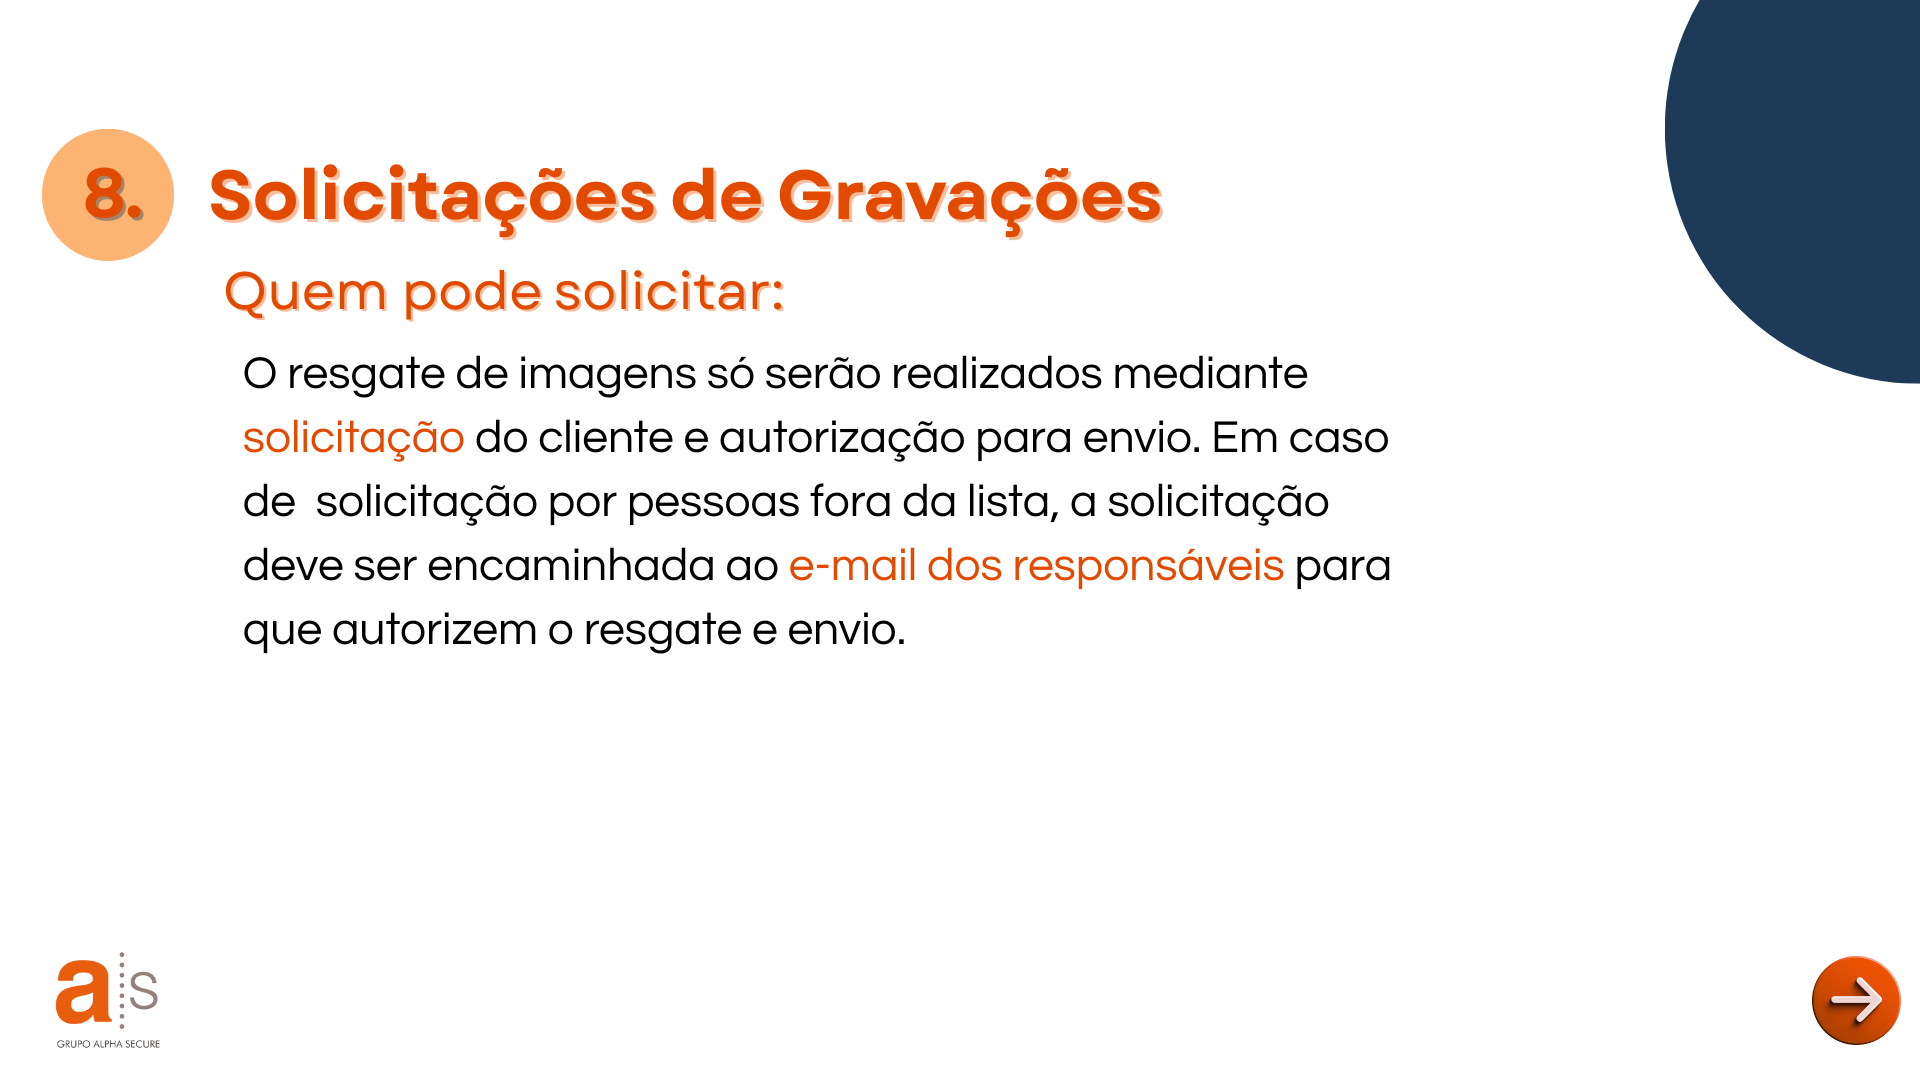 8. Solicitações de Gravações
Quem pode solicitar:
O resgate de imagens só serão realizados mediante
solicitação do cliente e autorização para envio. Em caso
de  solicitação por pessoas fora da lista, a solicitação
deve ser encaminhada ao e-mail dos responsáveis para
que autorizem o resgate e envio.
a s
GRUPO ALPHA SECURE